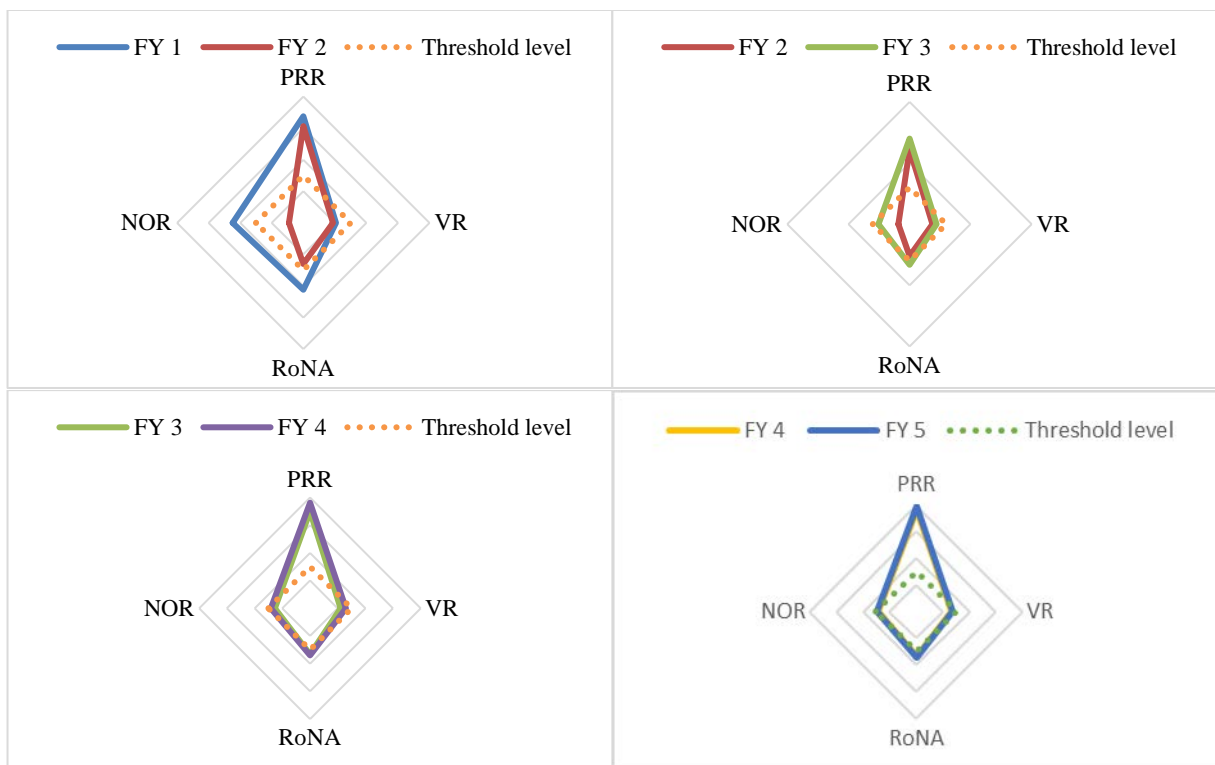 FY 1 FY 2 Threshold level
PRR
NOR VR
RoNA
FY 2 FY 3 Threshold level
PRR
NOR VR
RoNA
FY 3 FY 4 Threshold level
PRR
NOR VR
RoNA
FY 4 FY 5 Threshold level
PRR
NOR VR
RoNA